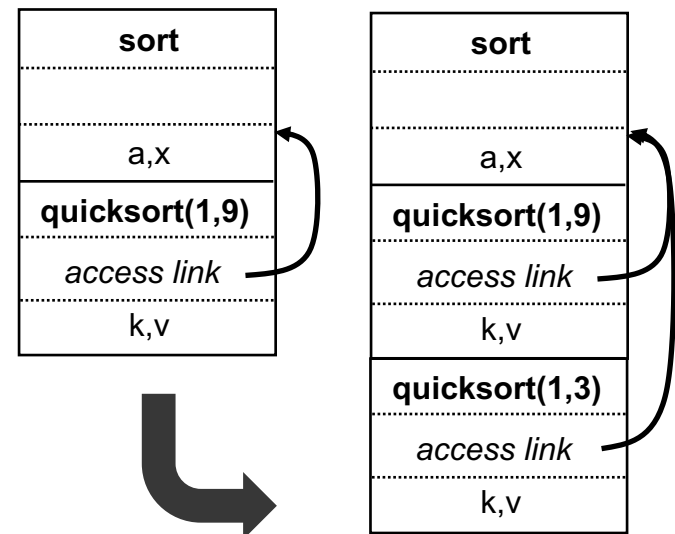 sort
a,x
quicksort(1,9)
access link
k,v
sort
a,x
quicksort(1,9)
access link
k,v
quicksort(1,3)
access link
k,v